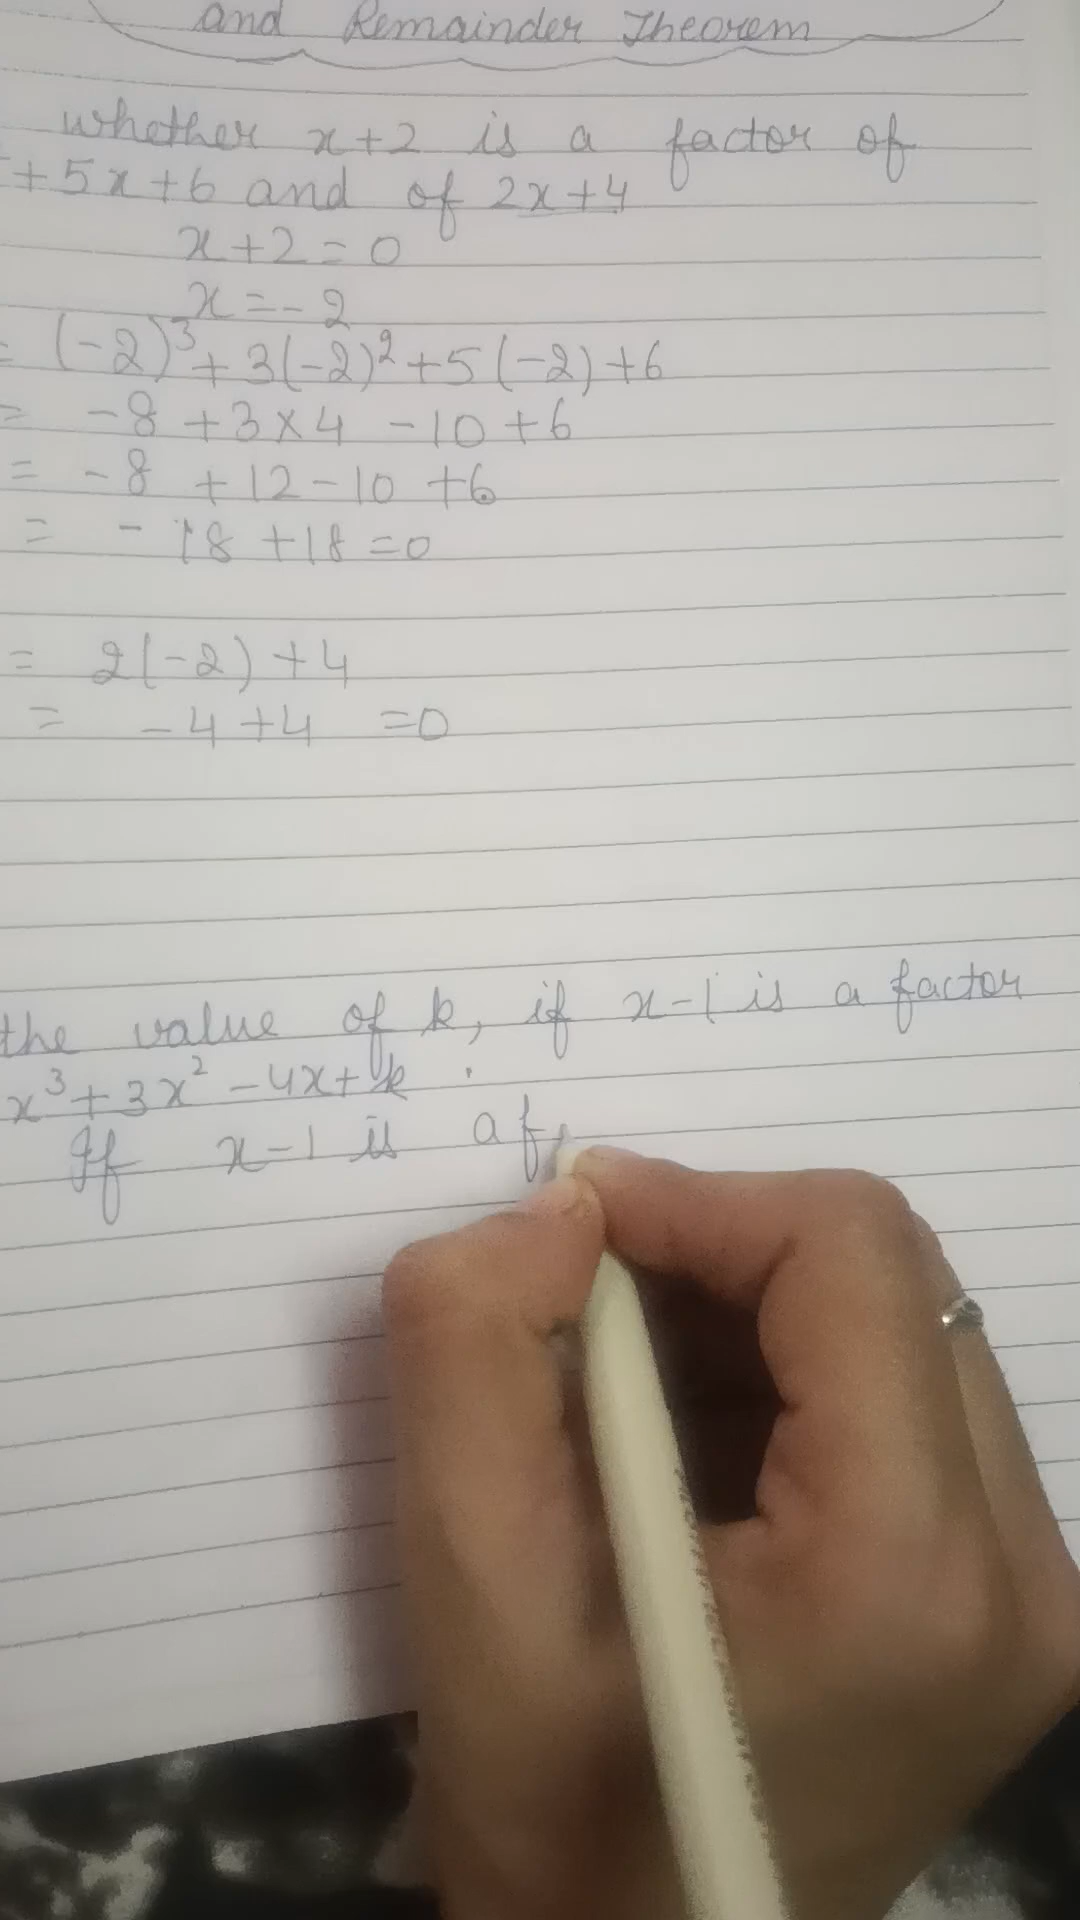 and Remainder Theorem
whether x+2 is a factor of
+5x+6 and of 2x+4
x+2=0
x=-2
= (-2)³+3(-2)²+5(-2)+6
= -8+3×4 -10+6
= -8 +12-10 +6
= -18+18=0
= 2(-2)+4
= -4+4 =0
the value of k, if x-1 is a factor
x³+3x²-4x+k.
If x-1 is a f